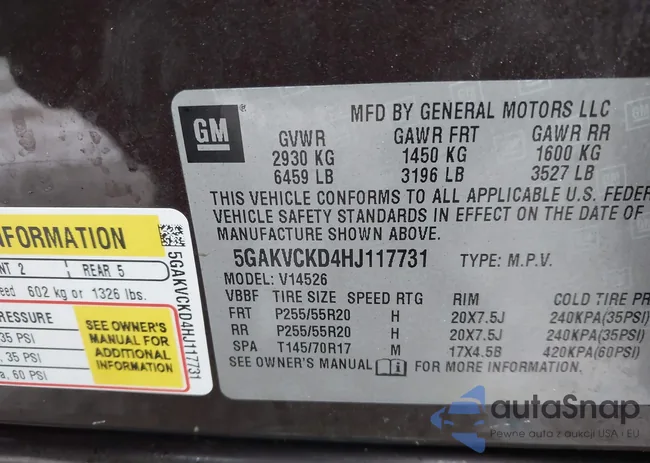 GM
MFD BY GENERAL MOTORS LLC
GVWR GAWR FRT GAWR RR
2930 KG 1450 KG 1600 KG
6459 LB 3196 LB 3527 LB
THIS VEHICLE CONFORMS TO ALL APPLICABLE U.S. FEDER
VEHICLE SAFETY STANDARDS IN EFFECT ON THE DATE OF
MANUFACTURE SHOWN ABOVE.
5GAKVCKD4HJ117731 TYPE: M.P.V.
MODEL: V14526
VBBF TIRE SIZE SPEED RTG RIM COLD TIRE PR
FRT P255/55R20 H 20X7.5J 240KPA(35PSI)
RR P255/55R20 H 20X7.5J 240KPA(35PSI)
SPA T145/70R17 M 17X4.5B 420KPA(60PSI)
SEE OWNER'S MANUAL FOR MORE INFORMATION.
NFORMATION
NT 2 REAR 5
eed 602 kg or 1326 lbs.
RESSURE
35 PSI
, 35 PSI
a, 60 PSI
SEE OWNER'S
MANUAL FOR
ADDITIONAL
INFORMATION
5GAKVCKD4HJ117731
autoSnap
Pewne auto z aukcji USA i EU